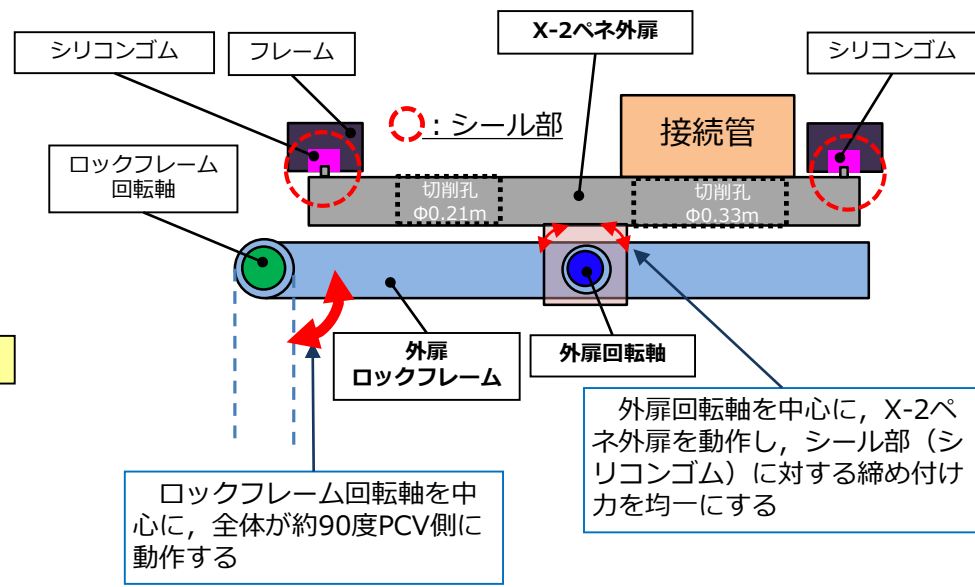 シリコンゴム
フレーム
X-2ペネ外扉
シリコンゴム
：シール部
接続管
ロックフレーム
回転軸
切削孔
Φ0.21m
切削孔
Φ0.33m
外扉
ロックフレーム
外扉回転軸
外扉回転軸を中心に，X-2ペ
ネ外扉を動作し，シール部（シ
リコンゴム）に対する締め付け
力を均一にする
ロックフレーム回転軸を中
心に，全体が約90度PCV側に
動作する